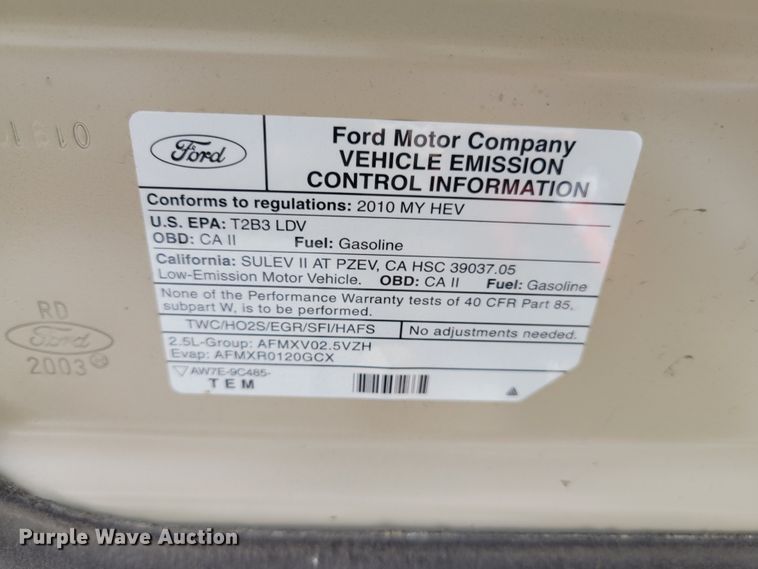 Ford
Ford Motor Company
VEHICLE EMISSION
CONTROL INFORMATION
Conforms to regulations: 2010 MY HEV
U.S. EPA: T2B3 LDV
OBD: CA II Fuel: Gasoline
California: SULEV II AT PZEV, CA HSC 39037.05
Low-Emission Motor Vehicle. OBD: CA II Fuel: Gasoline
None of the Performance Warranty tests of 40 CFR Part 85,
subpart W, is to be performed.
TWC/HO2S/EGR/SFI/HAFS No adjustments needed.
2.5L-Group: AFMXV02.5VZH
Evap: AFMXR0120GCX
AW7E-9C485-
TEM
RD
Ford
2003
Purple Wave Auction